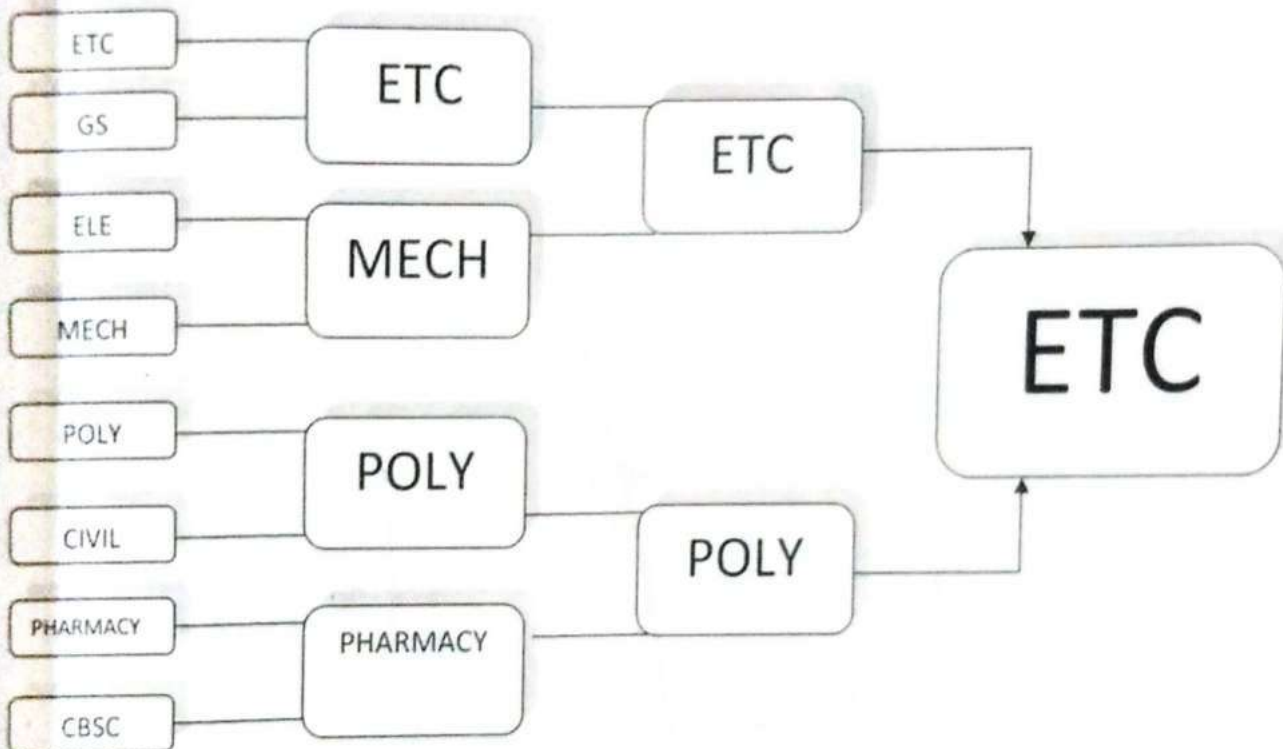 ETC
GS
ELE
MECH
POLY
CIVIL
PHARMACY
CBSC
ETC
MECH
POLY
PHARMACY
ETC
POLY
ETC